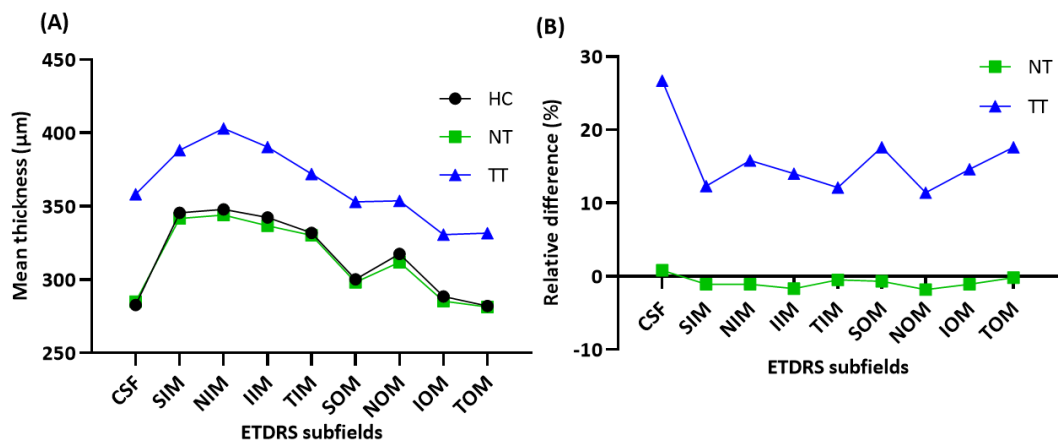 (A)
450
400
350
300
250
Mean thickness (μm)
HC
NT
TT
CSF
SIM
NIM
IIM
TIM
SOM
NOM
IOM
TOM
ETDRS subfields
(B)
30
20
10
0
-10
Relative difference (%)
NT
TT
CSF
SIM
NIM
IIM
TIM
SOM
NOM
IOM
TOM
ETDRS subfields